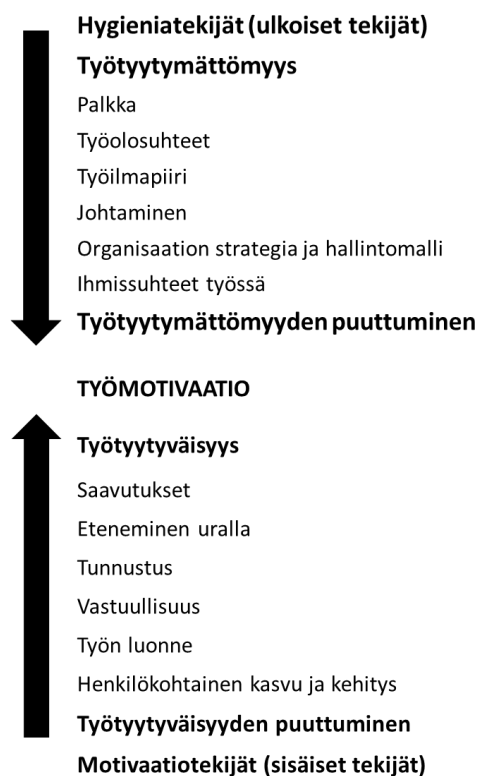 Hygieniatekijät (ulkoiset tekijät)
Työtyytymättömyys
Palkka
Työolosuhteet
Työilmapiiri
Johtaminen
Organisaation strategia ja hallintomalli
Ihmissuhteet työssä
Työtyytymättömyyden puuttuminen
TYÖMOTIVAATIO
Työtyytyväisyys
Saavutukset
Eteneminen uralla
Tunnustus
Vastuullisuus
Työn luonne
Henkilökohtainen kasvu ja kehitys
Työtyytyväisyyden puuttuminen
Motivaatiotekijät (sisäiset tekijät)